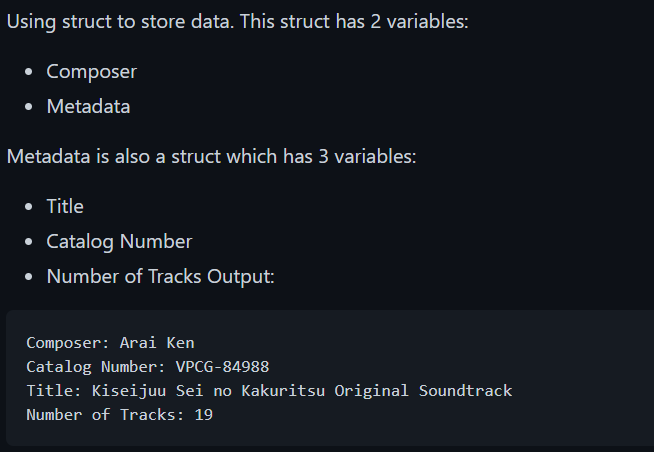 Using struct to store data. This struct has 2 variables:
• Composer
• Metadata
Metadata is also a struct which has 3 variables:
• Title
• Catalog Number
• Number of Tracks Output:
Composer: Arai Ken
Catalog Number: VPCG-84988
Title: Kiseijuu Sei no Kakuritsu Original Soundtrack
Number of Tracks: 19